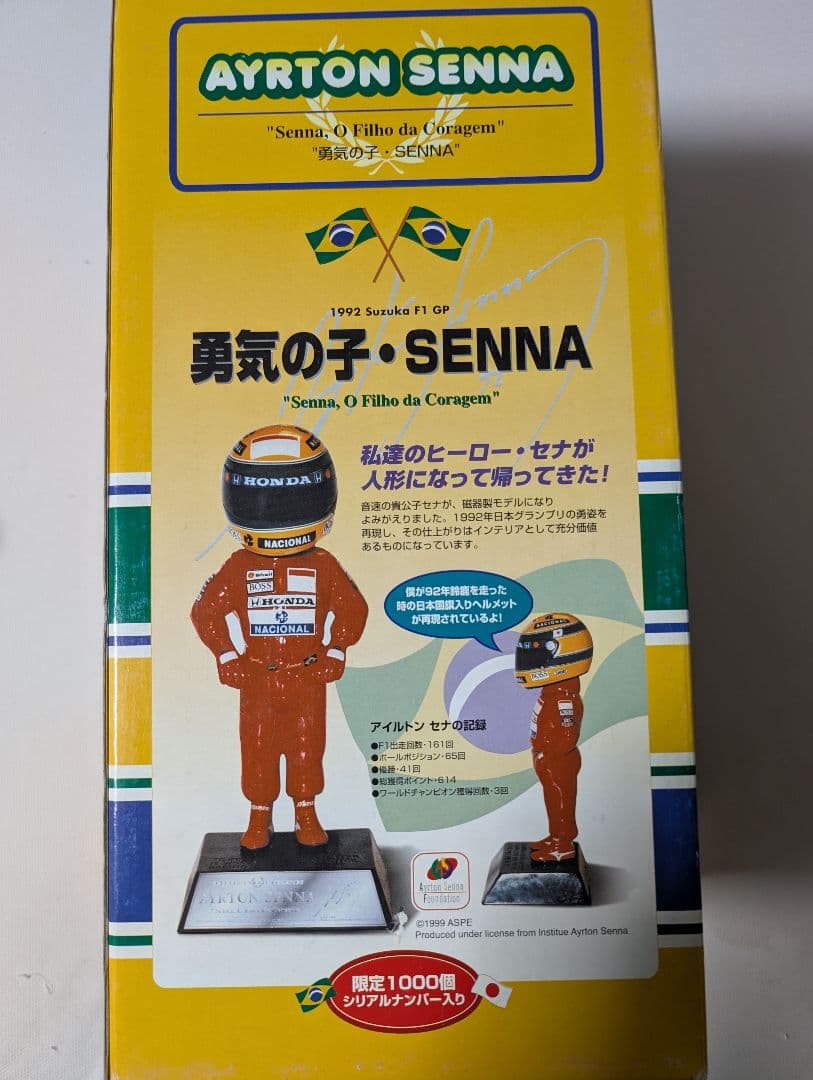 AYRTON SENNA
"Senna, O Filho da Coragem"
"勇気の子・SENNA"
1992 Suzuka F1 GP
勇気の子・SENNA
"Senna, O Filho da Coragem"
私達のヒーロー・セナが
人形になって帰ってきた!
音速の貴公子セナが、磁器製モデルになり
よみがえりました。1992年日本グランプリの勇姿を
再現し、その仕上がりはインテリアとして充分価値
あるものになっています。
HONDA
NACIONAL
Shell
BOSS
HONDA
NACIONAL
僕が92年鈴鹿を走った
時の日本国旗入りヘルメット
が再現されているよ!
NACIONAL
BOSS
アイルトン セナの記録
●F1出走回数・161回
●ポールポジション・65回
●優勝・41回
●総獲得ポイント・614
●ワールドチャンピオン獲得回数・3回
AYRTON SENNA
Ayrton Senna
Foundation
©1999 ASPE
Produced under license from Institue Ayrton Senna
限定1000個
シリアルナンバー入り